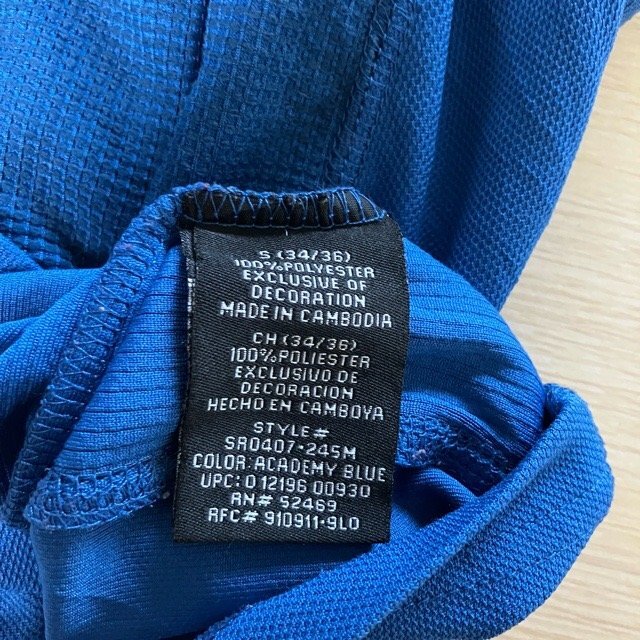 S (34/36)
100% POLYESTER
EXCLUSIVE OF
DECORATION
MADE IN CAMBODIA
CH (34/36)
100% POLIESTER
EXCLUSIVO DE
DECORACION
HECHO EN CAMBOYA
STYLE#
SR0407-245M
COLOR: ACADEMY BLUE
UPC: 0 12196 00930
RN# 52469
RFC# 910911-9L0